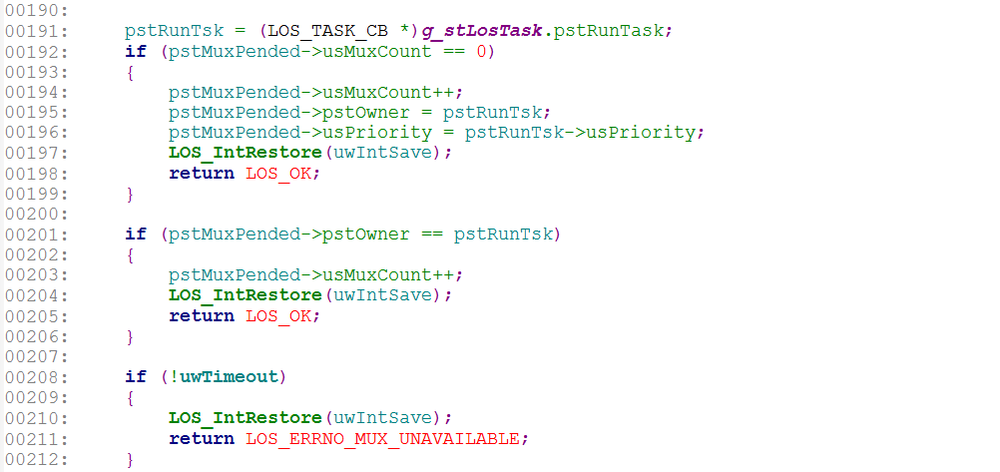 00190:
00191:     pstRunTsk = (LOS_TASK_CB *)g_stLosTask.pstRunTask;
00192:     if (pstMuxPended->usMuxCount == 0)
00193:     {
00194:         pstMuxPended->usMuxCount++;
00195:         pstMuxPended->pstOwner = pstRunTsk;
00196:         pstMuxPended->usPriority = pstRunTsk->usPriority;
00197:         LOS_IntRestore(uwIntSave);
00198:         return LOS_OK;
00199:     }
00200:
00201:     if (pstMuxPended->pstOwner == pstRunTsk)
00202:     {
00203:         pstMuxPended->usMuxCount++;
00204:         LOS_IntRestore(uwIntSave);
00205:         return LOS_OK;
00206:     }
00207:
00208:     if (!uwTimeout)
00209:     {
00210:         LOS_IntRestore(uwIntSave);
00211:         return LOS_ERRNO_MUX_UNAVAILABLE;
00212:     }